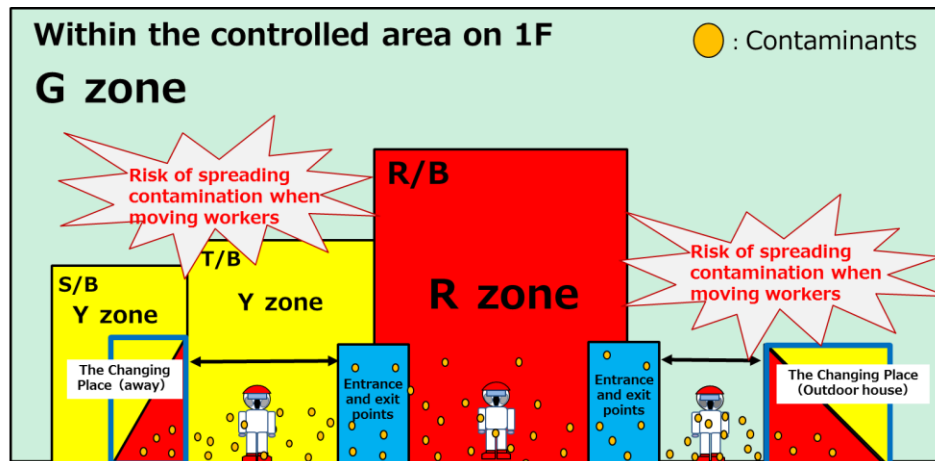 Within the controlled area on 1F
: Contaminants
G zone
Risk of spreading
contamination when
moving workers
R/B
T/B
Risk of spreading
contamination when
moving workers
S/B
Y zone
Y zone
R zone
The Changing
Place（away）
Entrance
and exit
points
Entrance
and exit
points
The Changing Place
(Outdoor house)